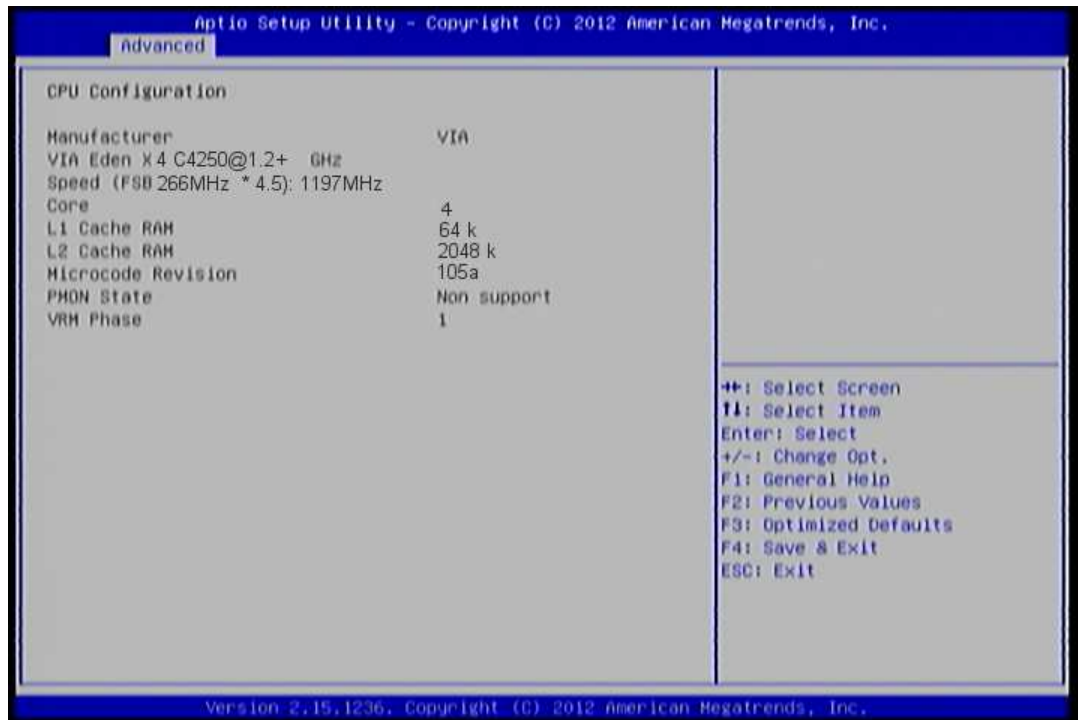 Aptio Setup Utility - Copyright (C) 2012 American Megatrends, Inc.
Advanced
CPU Configuration
Manufacturer VIA
VIA Eden X4 C4250@1.2+ GHz
Speed (FSB 266MHz * 4.5): 1197MHz
Core 4
L1 Cache RAM 64 k
L2 Cache RAM 2048 k
Microcode Revision 105a
PMON State Non support
VRM Phase 1
→←: Select Screen
↑↓: Select Item
Enter: Select
+/-: Change Opt.
F1: General Help
F2: Previous Values
F3: Optimized Defaults
F4: Save & Exit
ESC: Exit
Version 2.15.1236. Copyright (C) 2012 American Megatrends, Inc.